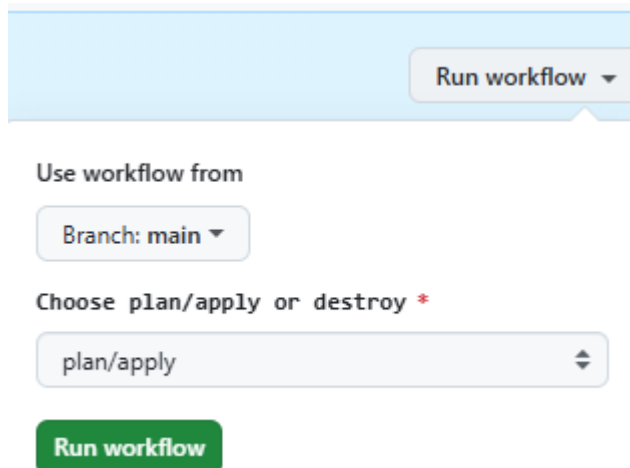 Run workflow
Use workflow from
Branch: main
Choose plan/apply or destroy *
plan/apply
Run workflow